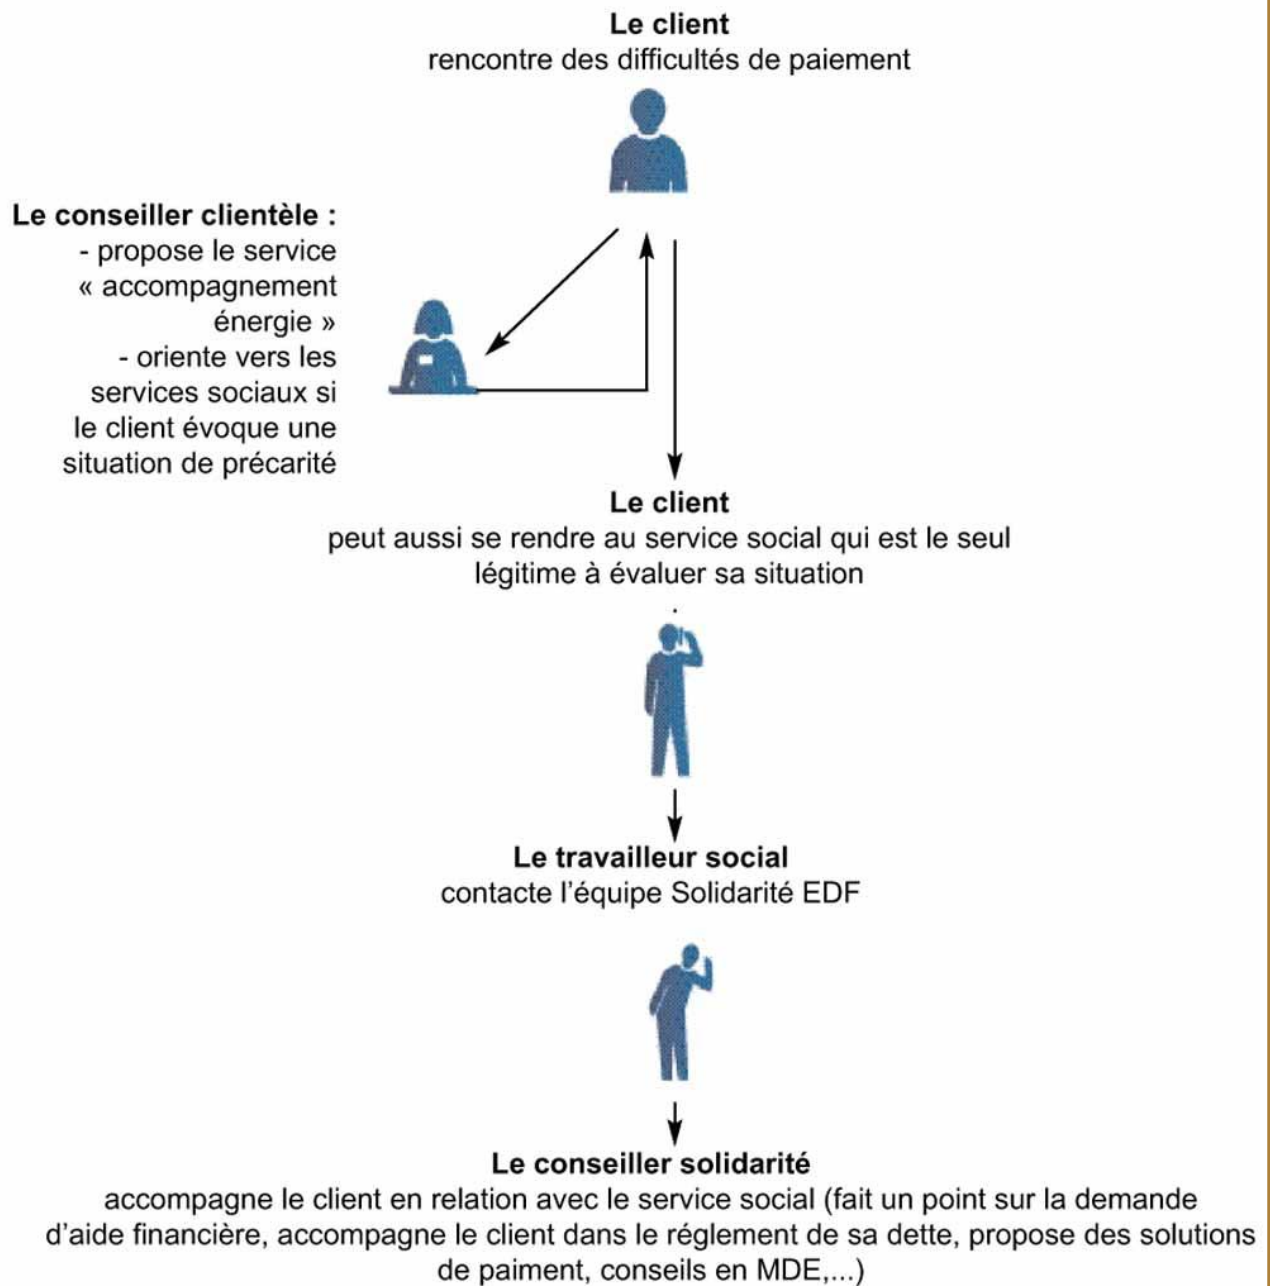 Le client
rencontre des difficultés de paiement
Le conseiller clientèle :
- propose le service
« accompagnement
énergie »
- oriente vers les
services sociaux si
le client évoque une
situation de précarité
Le client
peut aussi se rendre au service social qui est le seul
légitime à évaluer sa situation
.
Le travailleur social
contacte l'équipe Solidarité EDF
Le conseiller solidarité
accompagne le client en relation avec le service social (fait un point sur la demande
d'aide financière, accompagne le client dans le réglement de sa dette, propose des solutions
de paiment, conseils en MDE,...)